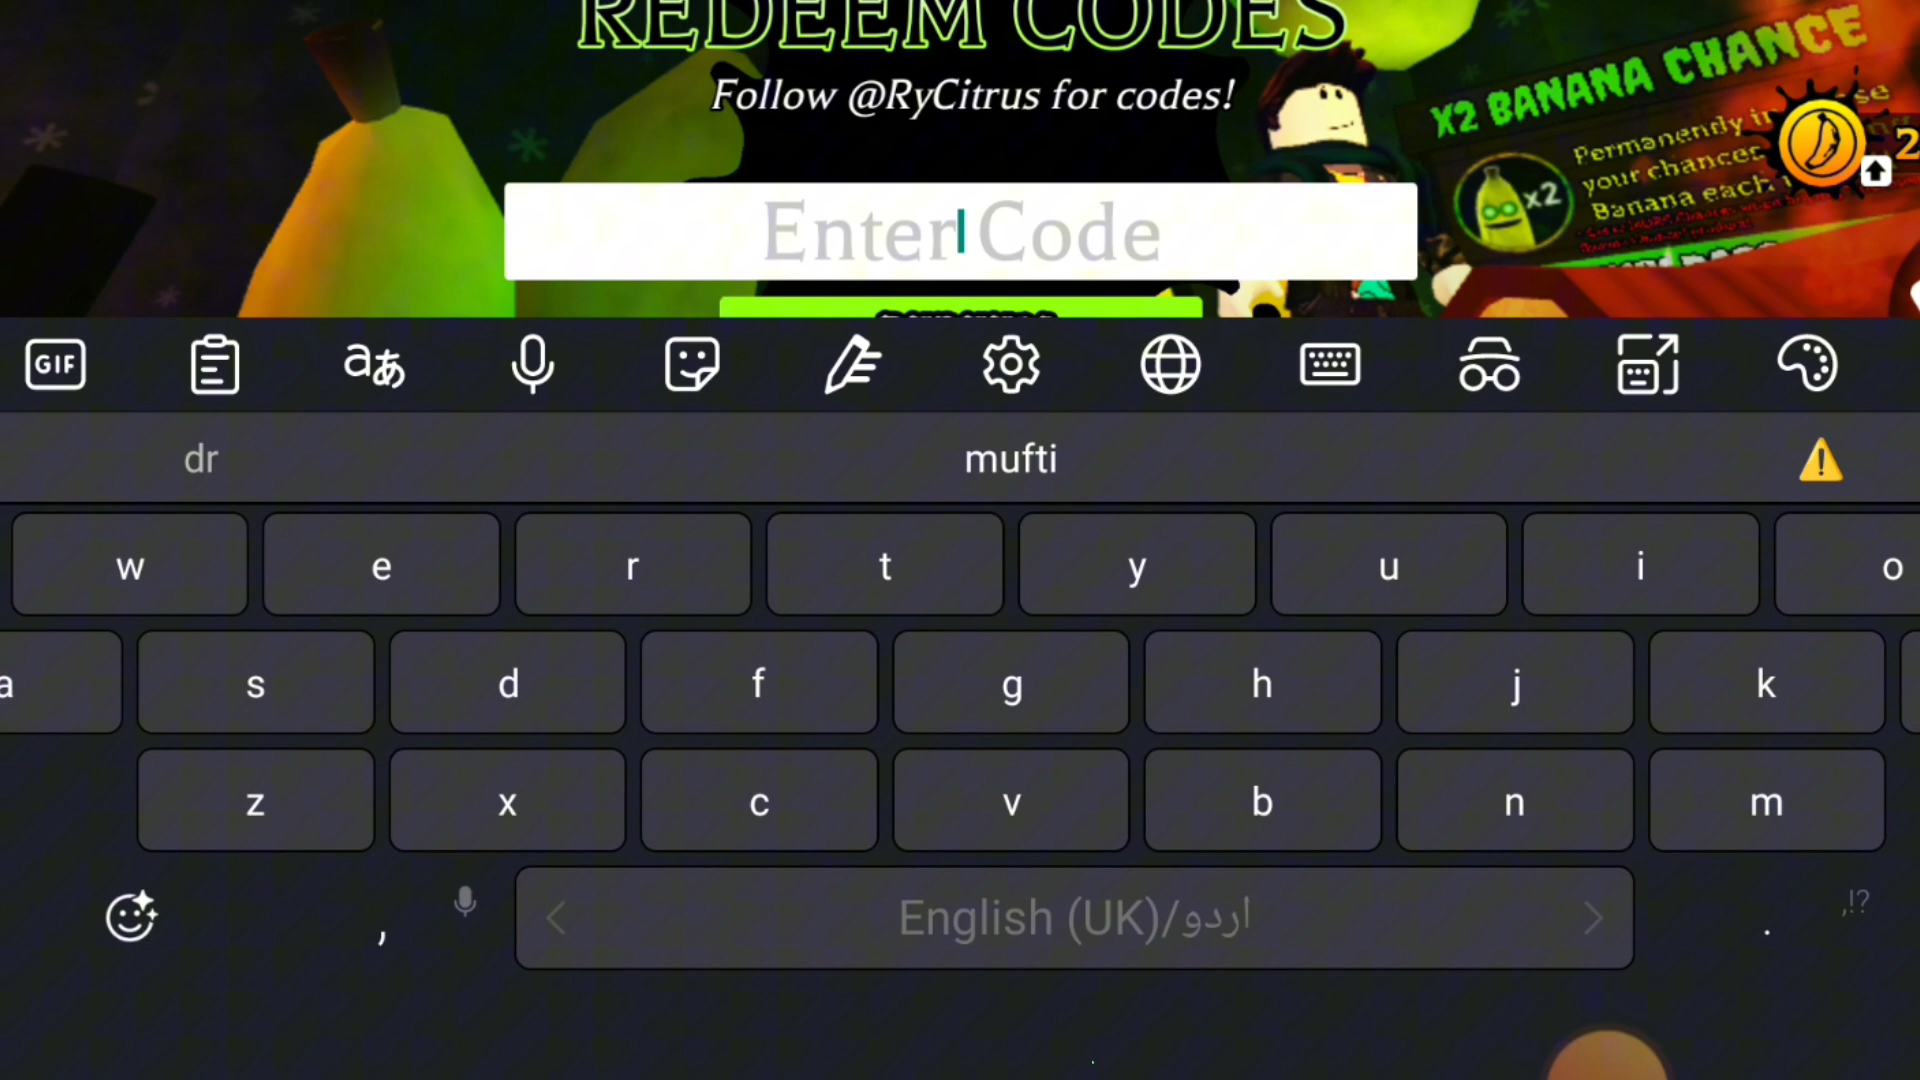 REDEEM CODES
Follow @RyCitrus for codes!
Enter Code
X2 BANANA CHANCE
Permanendly
your chances
Banana each
x2
2
GIF
aあ
dr
mufti
w e r t y u i o
a s d f g h j k
z x c v b n m
, English (UK)/اردو . ,!?